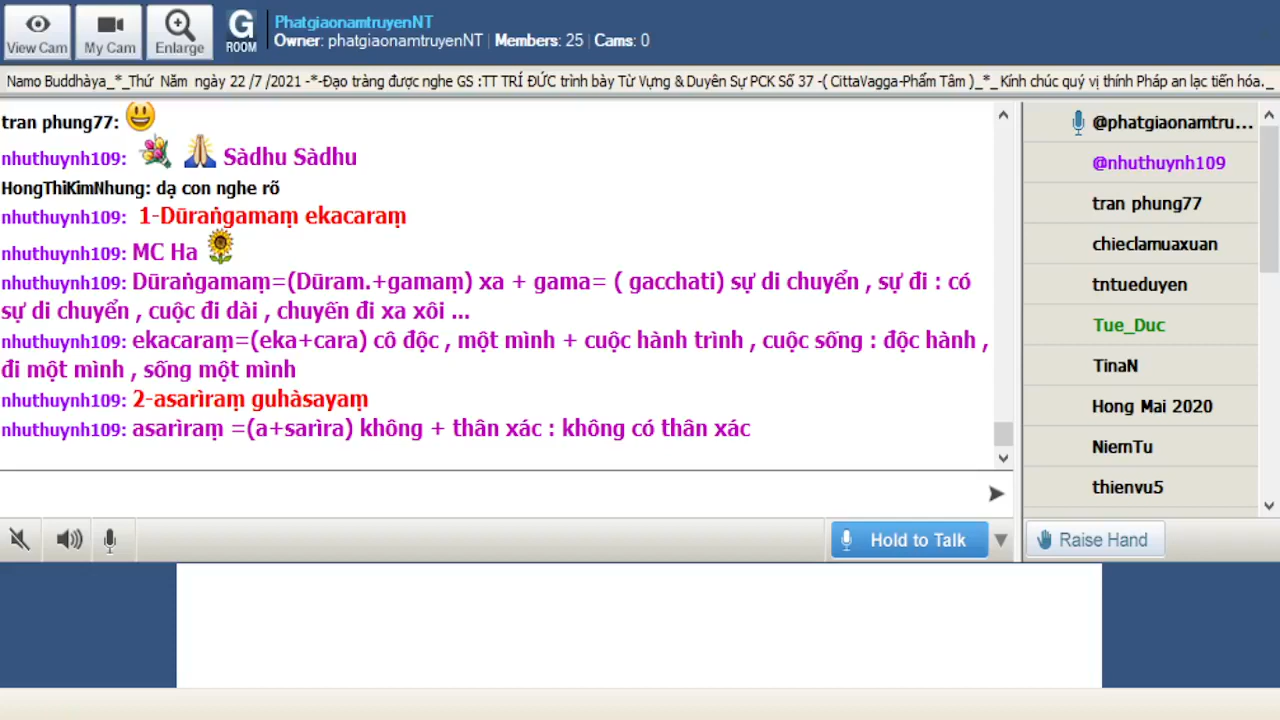 View Cam
My Cam
Enlarge
G
ROOM
PhatgiaonamtruyenNT
Owner: phatgiaonamtruyenNT | Members: 25 | Cams: 0
Namo Buddhàya_*_Thứ Năm ngày 22 /7 /2021 -*-Đạo tràng được nghe GS :TT TRÍ ĐỨC trình bày Từ Vựng & Duyên Sự PCK Số 37 -( CittaVagga-Phẩm Tâm )_*_Kính chúc quý vị thính Pháp an lạc tiến hóa._
tran phung77:
nhuthuynh109: Sàdhu Sàdhu
HongThiKimNhung: dạ con nghe rõ
nhuthuynh109: 1-Dūraṅgamaṃ ekacaraṃ
nhuthuynh109: MC Ha
nhuthuynh109: Dūraṅgamaṃ=(Dūram.+gamaṃ) xa + gama= ( gacchati) sự di chuyển , sự đi : có
sự di chuyển , cuộc đi dài , chuyến đi xa xôi ...
nhuthuynh109: ekacaraṃ=(eka+cara) cô độc , một mình + cuộc hành trình , cuộc sống : độc hành ,
đi một mình , sống một mình
nhuthuynh109: 2-asarìraṃ guhàsayaṃ
nhuthuynh109: asarìraṃ =(a+sarìra) không + thân xác : không có thân xác
@phatgiaonamtru...
@nhuthuynh109
tran phung77
chieclamuaxuan
tntueduyen
Tue_Duc
TinaN
Hong Mai 2020
NiemTu
thienvu5
Hold to Talk
Raise Hand